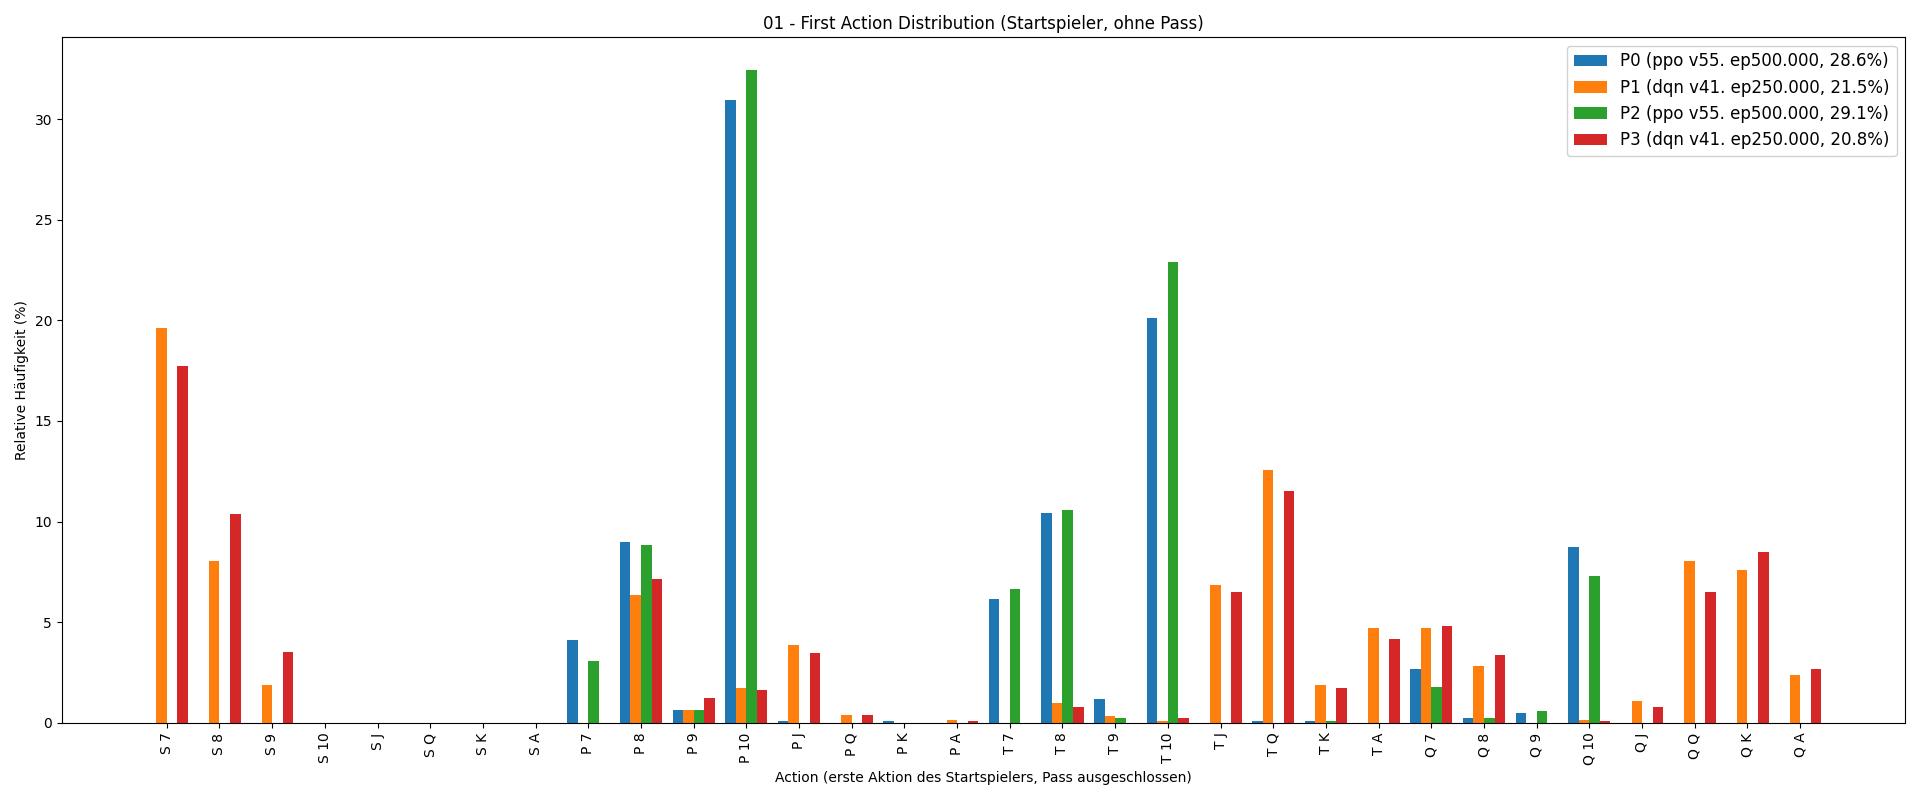 01 - First Action Distribution (Startspieler, ohne Pass)
P0 (ppo v55. ep500.000, 28.6%)
P1 (dqn v41. ep250.000, 21.5%)
P2 (ppo v55. ep500.000, 29.1%)
P3 (dqn v41. ep250.000, 20.8%)
Relative Häufigkeit (%)
30
25
20
15
10
5
0
S 7
S 8
S 9
S 10
S J
S Q
S K
S A
P 7
P 8
P 9
P 10
P J
P Q
P K
P A
T 7
T 8
T 9
T 10
T J
T Q
T K
T A
Q 7
Q 8
Q 9
Q 10
Q J
Q Q
Q K
Q A
Action (erste Aktion des Startspielers, Pass ausgeschlossen)